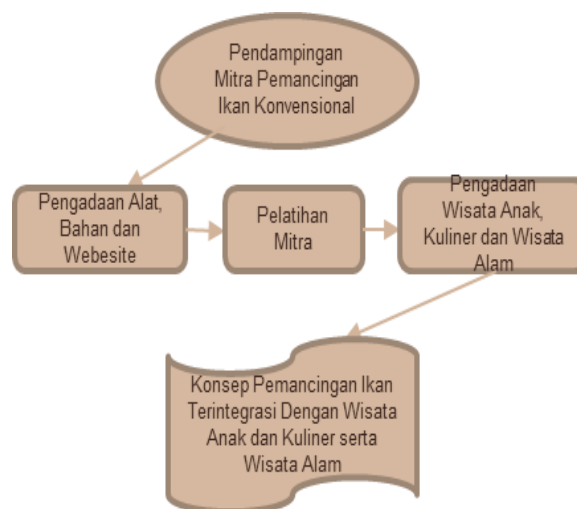 Pendampingan
Mitra Pemancingan
Ikan Konvensional
Pengadaan Alat,
Bahan dan
Webesite
Pelatihan
Mitra
Pengadaan
Wisata Anak,
Kuliner dan Wisata
Alam
Konsep Pemancingan Ikan
Terintegrasi Dengan Wisata
Anak dan Kuliner serta
Wisata Alam